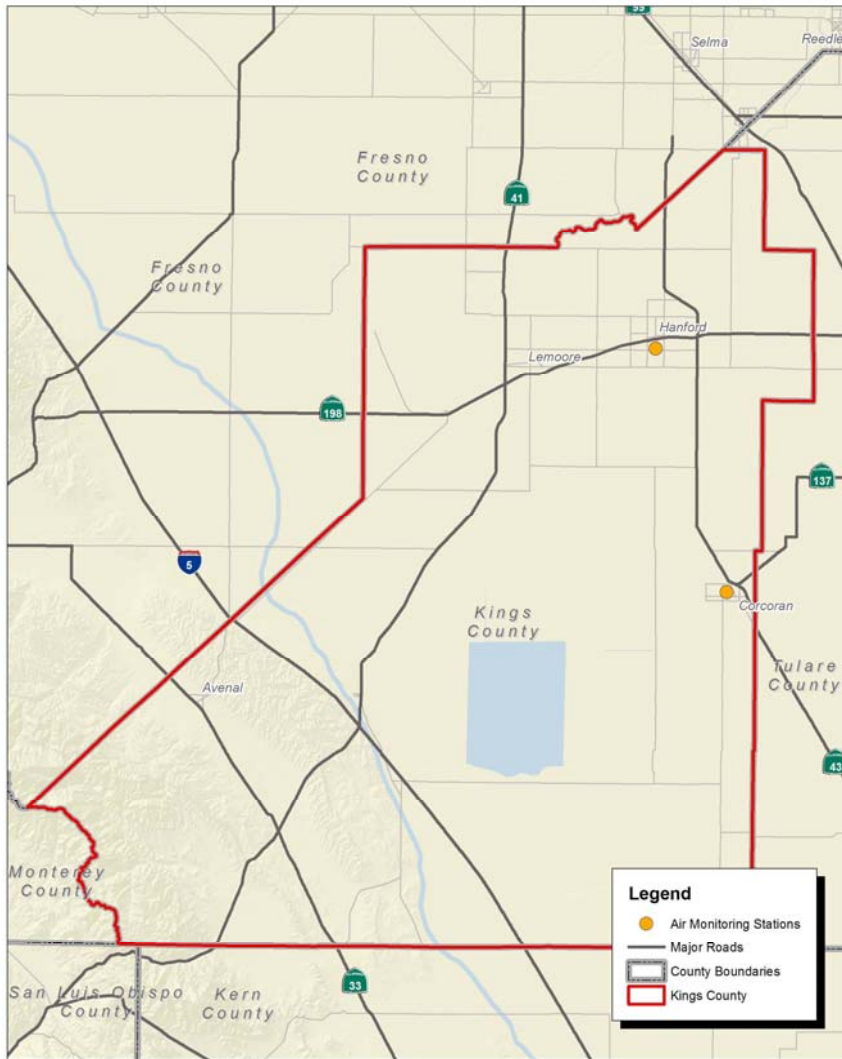 Selma
Reedle
Fresno
County
41
Fresno
County
Hanford
Lemoore
198
137
5
Kings
County
Corcoran
Tulare
County
Avenal
43
Monterey
County
San Luis Obispo
County
Kern
County
33
Legend
Air Monitoring Stations
Major Roads
County Boundaries
Kings County